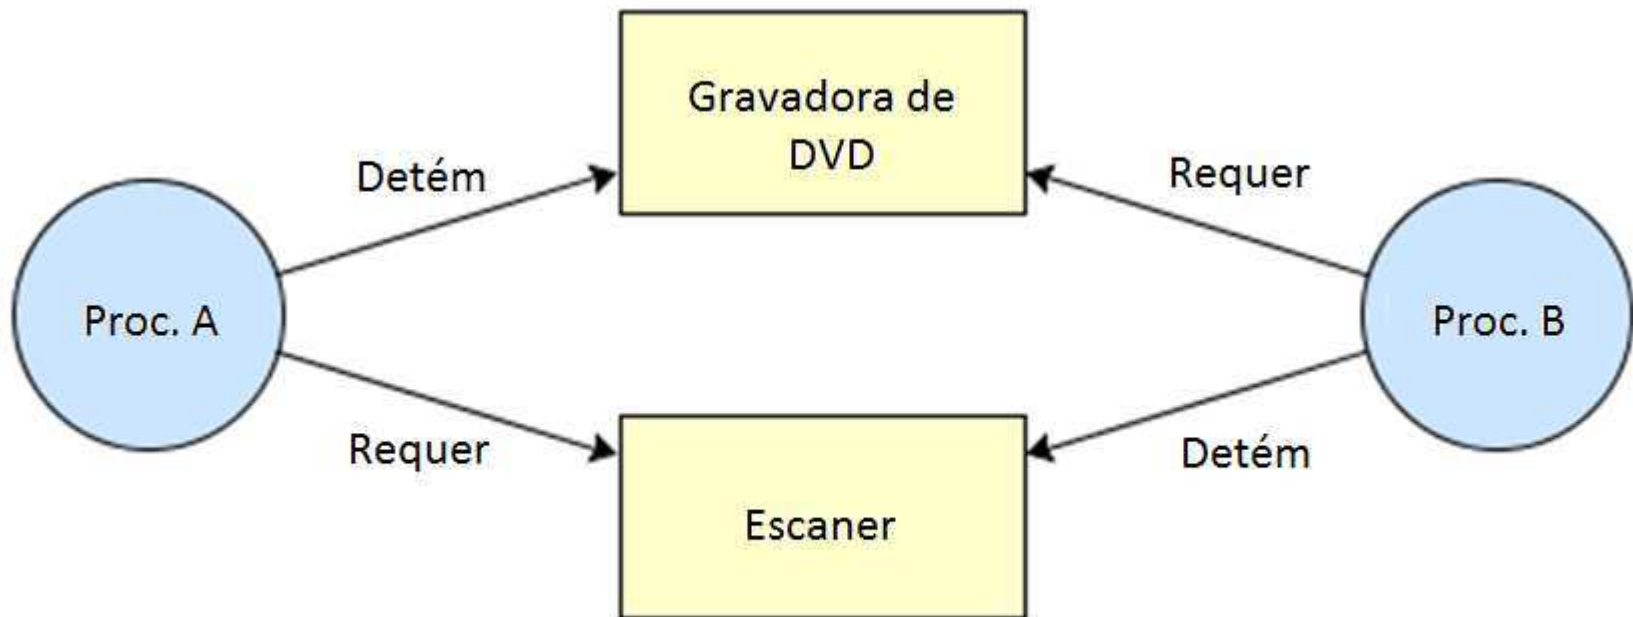 Gravadora de
DVD
Detém
Requer
Proc. A
Proc. B
Requer
Detém
Escaner